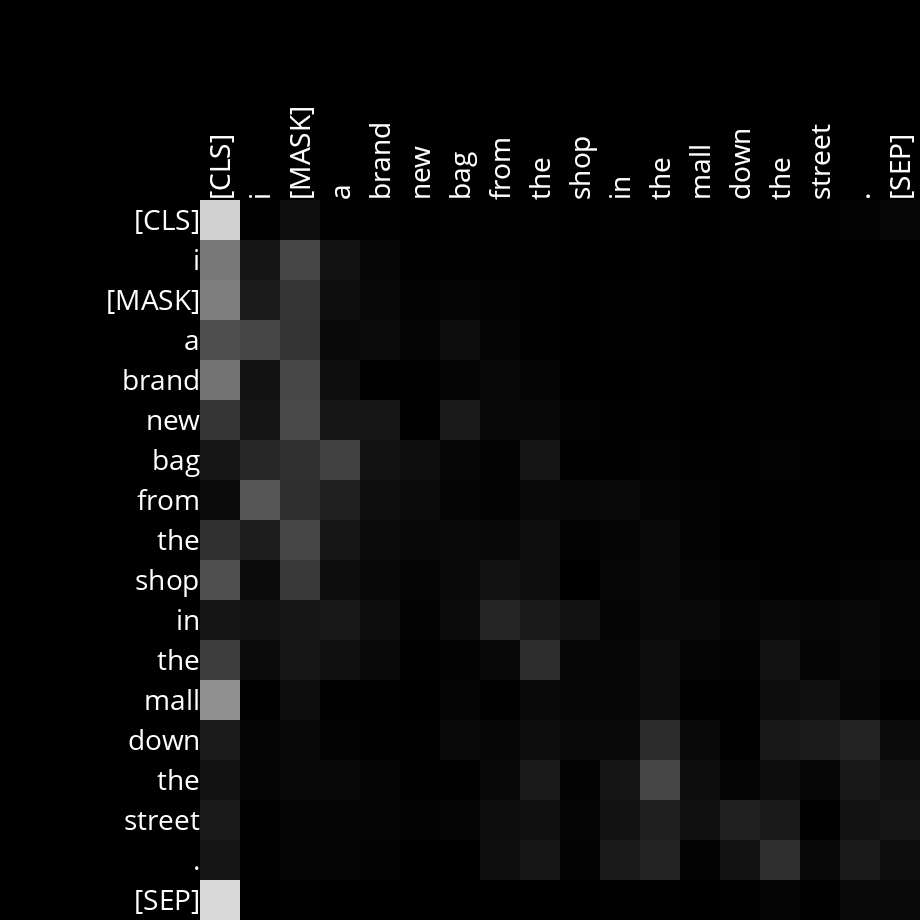 [CLS] i [MASK] a brand new bag from the shop in the mall down the street . [SEP]
[CLS]
i
[MASK]
a
brand
new
bag
from
the
shop
in
the
mall
down
the
street
.
[SEP]